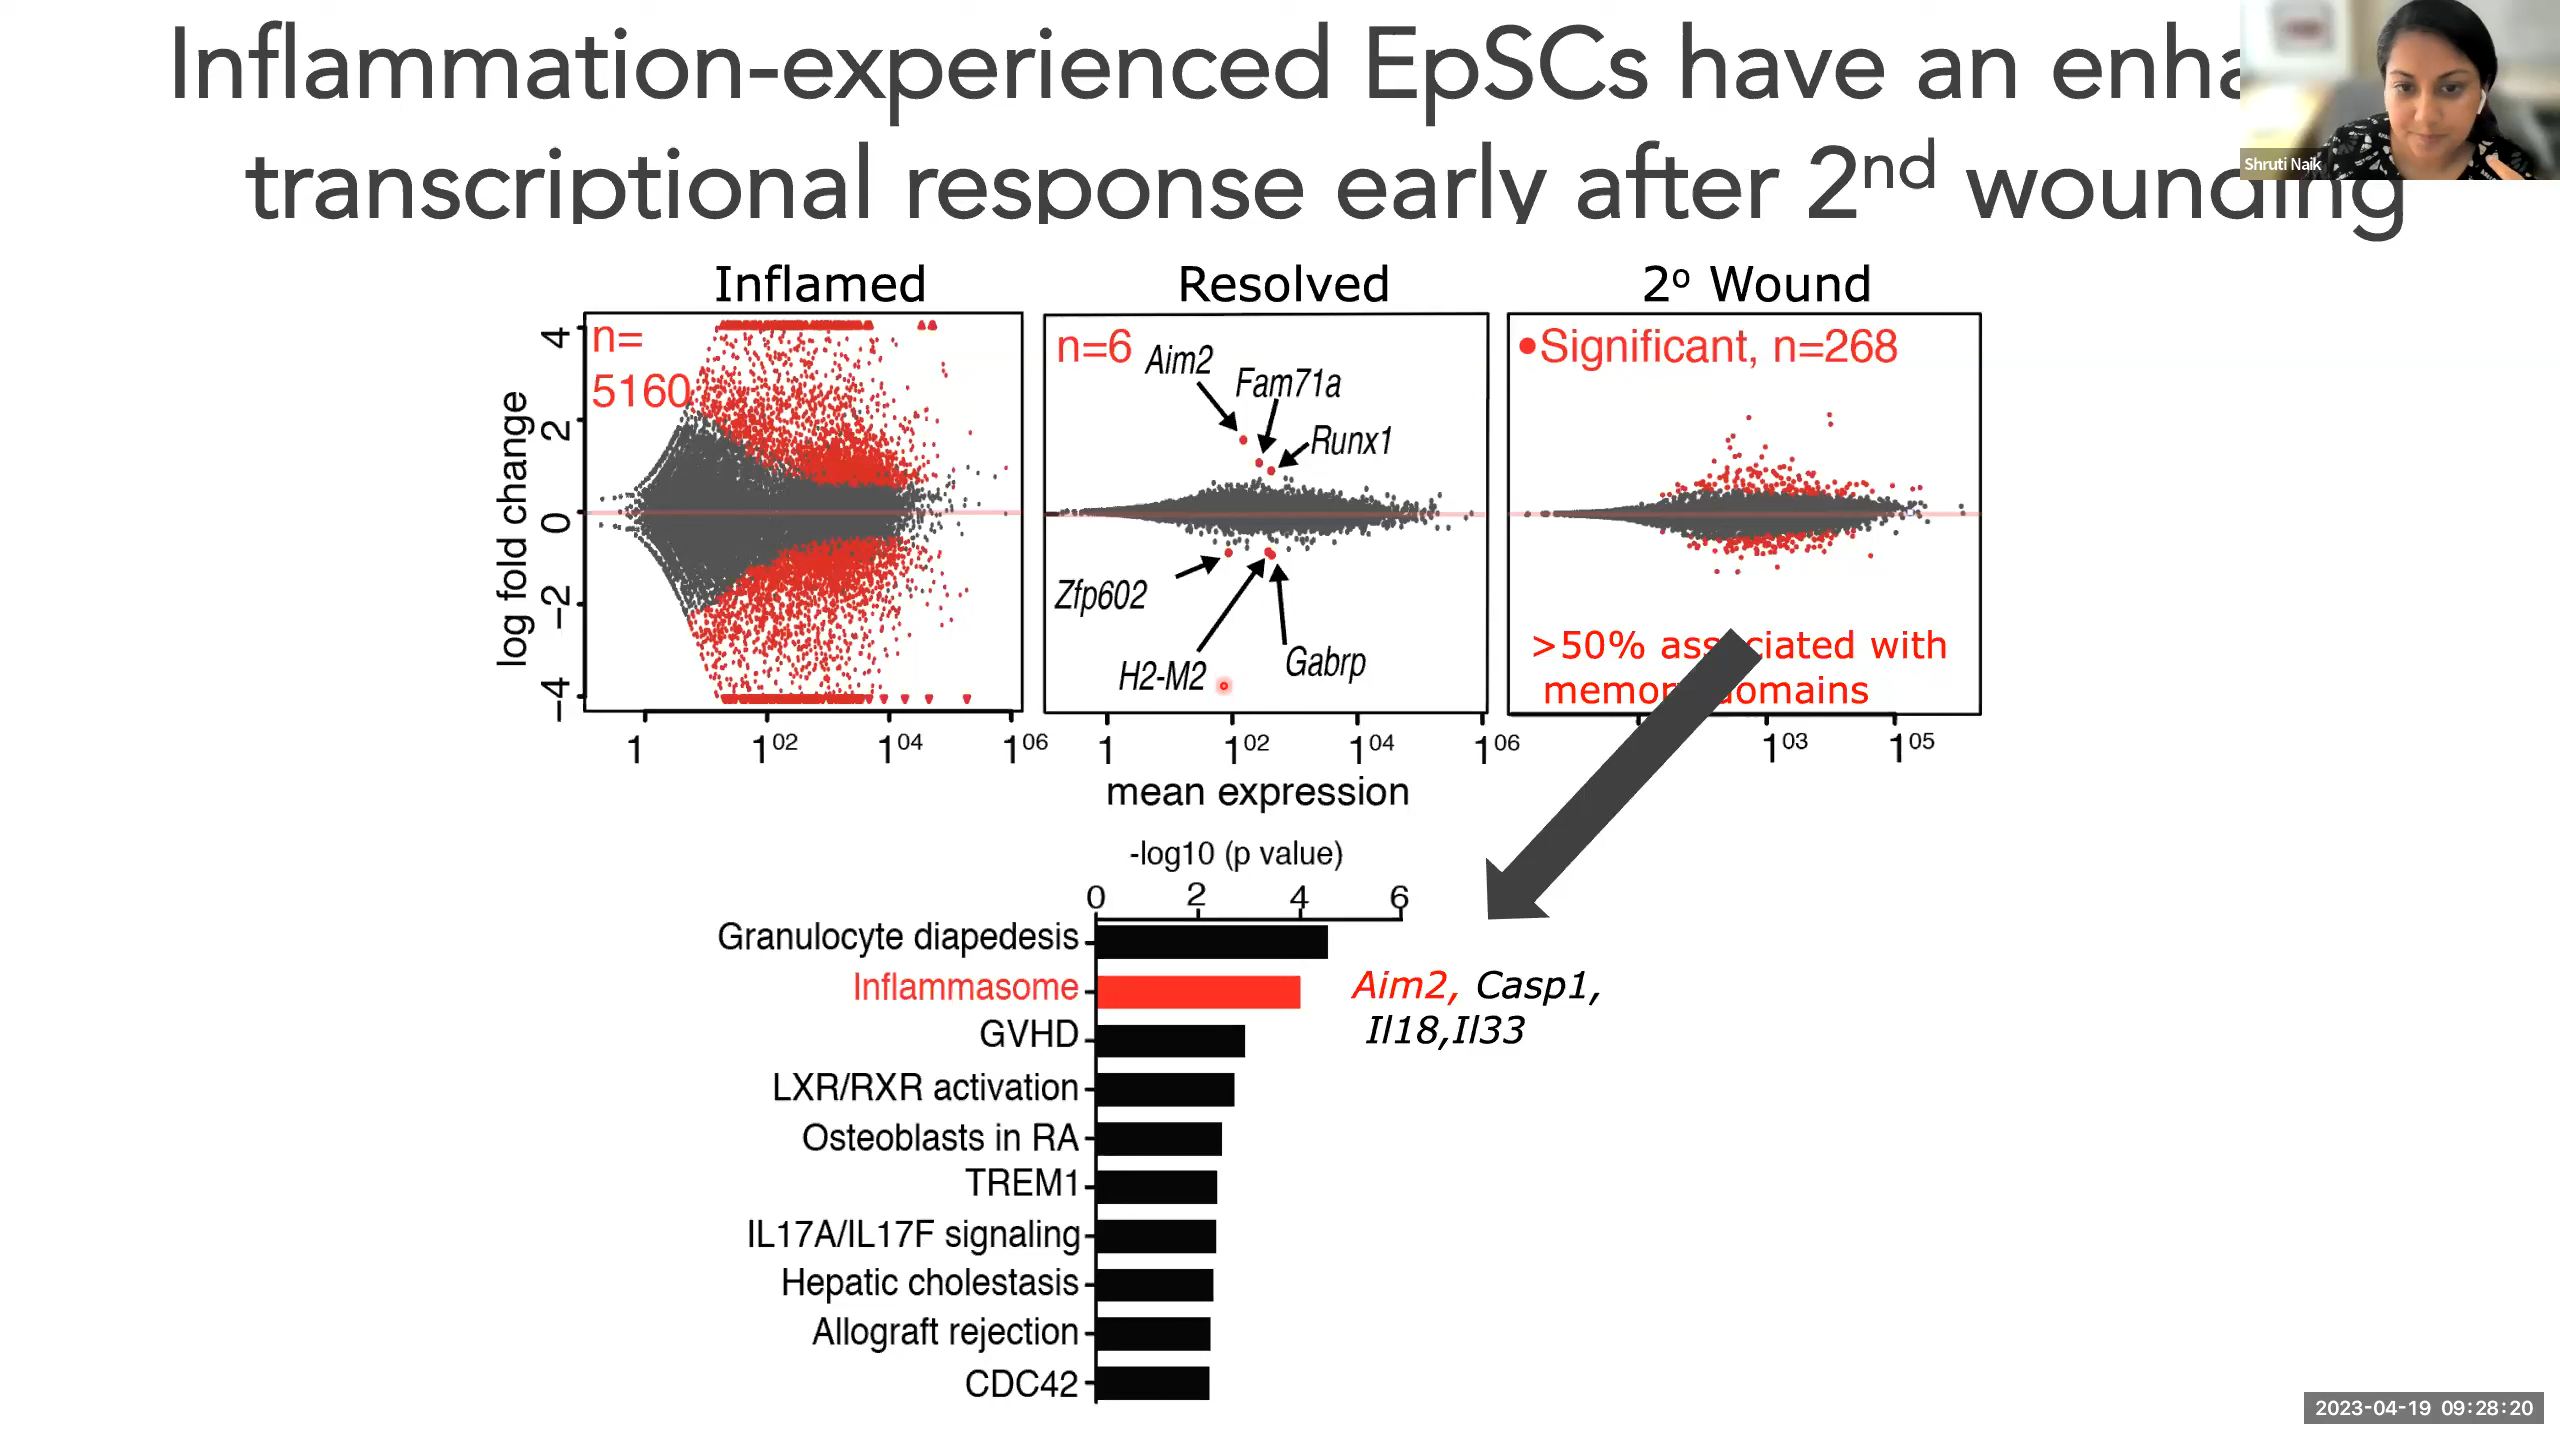 Inflammation-experienced EpSCs have an enha
transcriptional response early after 2nd wounding
Shruti Naik
Inflamed
Resolved
2o Wound
n=
5160
n=6
Aim2
Fam71a
Runx1
Zfp602
H2-M2
Gabrp
•Significant, n=268
>50% associated with
memory domains
log fold change
4
2
0
−2
−4
1
102
104
106
1
102
104
106
103
105
mean expression
-log10 (p value)
0 2 4 6
Granulocyte diapedesis
Inflammasome
Aim2, Casp1,
Il18,Il33
GVHD
LXR/RXR activation
Osteoblasts in RA
TREM1
IL17A/IL17F signaling
Hepatic cholestasis
Allograft rejection
CDC42
2023-04-19 09:28:20